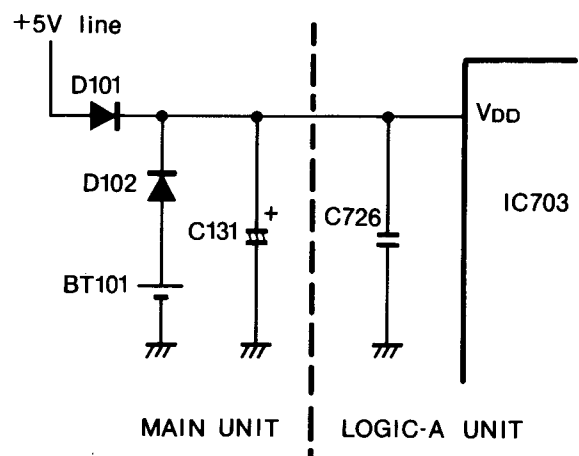 +5V line
D101
VDD
D102
IC703
C131
+
C726
BT101
MAIN UNIT
LOGIC-A UNIT